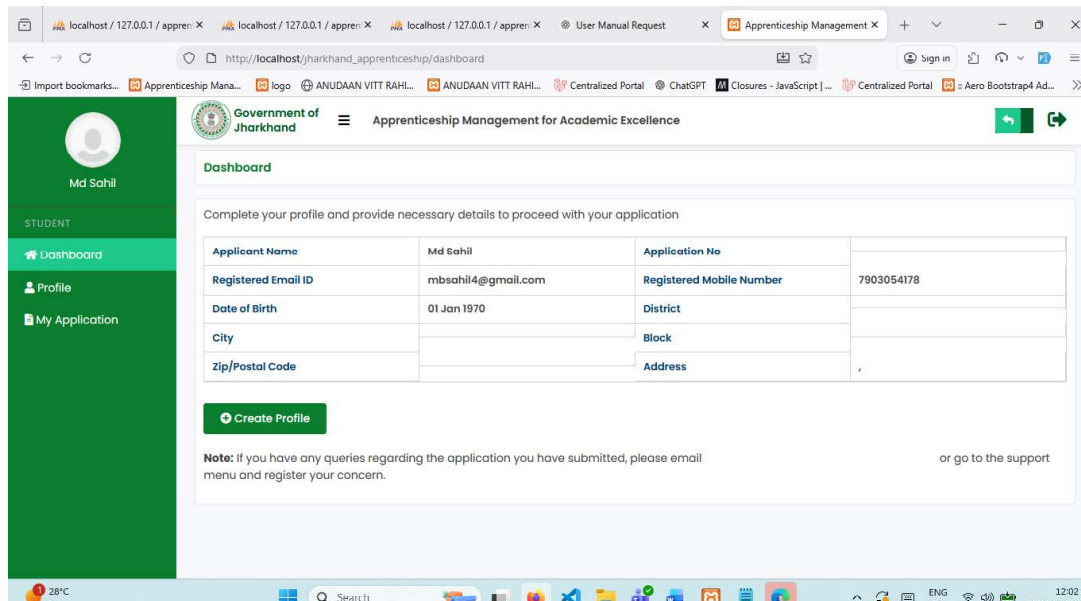 localhost / 127.0.0.1 / appren
localhost / 127.0.0.1 / appren
localhost / 127.0.0.1 / appren
User Manual Request
Apprenticeship Management
http://localhost/jharkhand_apprenticeship/dashboard
Sign in
Import bookmarks... Apprenticeship Mana... logo ANUDAAN VITT RAHI... ANUDAAN VITT RAHI... Centralized Portal ChatGPT Closures - JavaScript | ... Centralized Portal :: Aero Bootstrap4 Ad...
Government of
Jharkhand
Apprenticeship Management for Academic Excellence
Md Sahil
STUDENT
Dashboard
Profile
My Application
Dashboard
Complete your profile and provide necessary details to proceed with your application
Applicant Name Md Sahil Application No
Registered Email ID mbsahil4@gmail.com Registered Mobile Number 7903054178
Date of Birth 01 Jan 1970 District
City Block
Zip/Postal Code Address ,
Create Profile
Note: If you have any queries regarding the application you have submitted, please email or go to the support
menu and register your concern.
1
28°C
Search
ENG
12:02